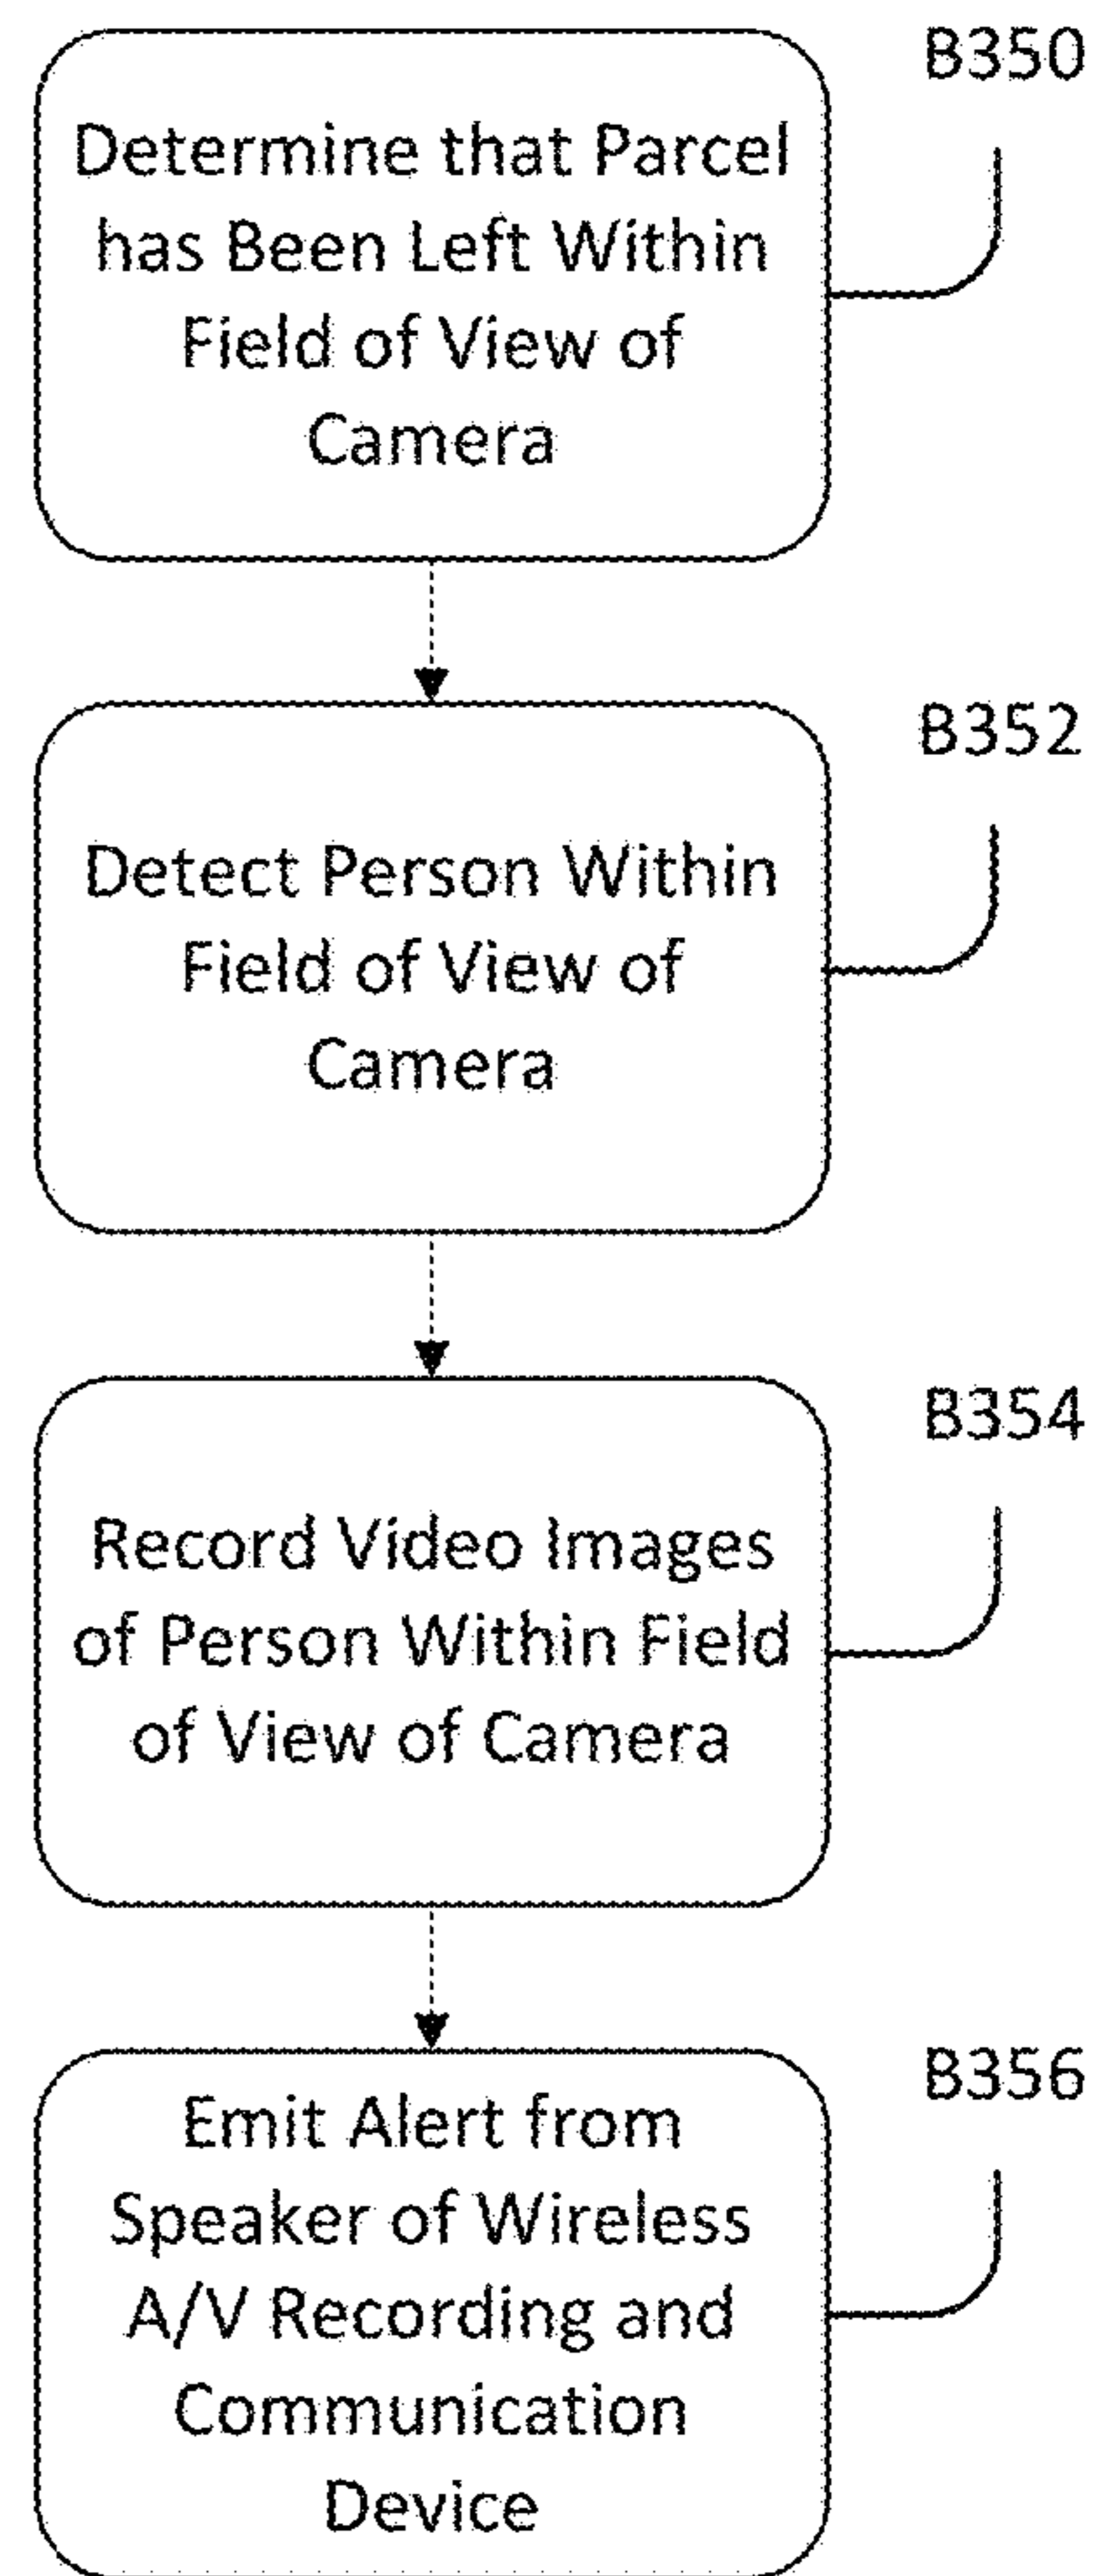 B350
Determine that Parcel
has Been Left Within
Field of View of
Camera
B352
Detect Person Within
Field of View of
Camera
B354
Record Video Images
of Person Within Field
of View of Camera
B356
Emit Alert from
Speaker of Wireless
A/V Recording and
Communication
Device